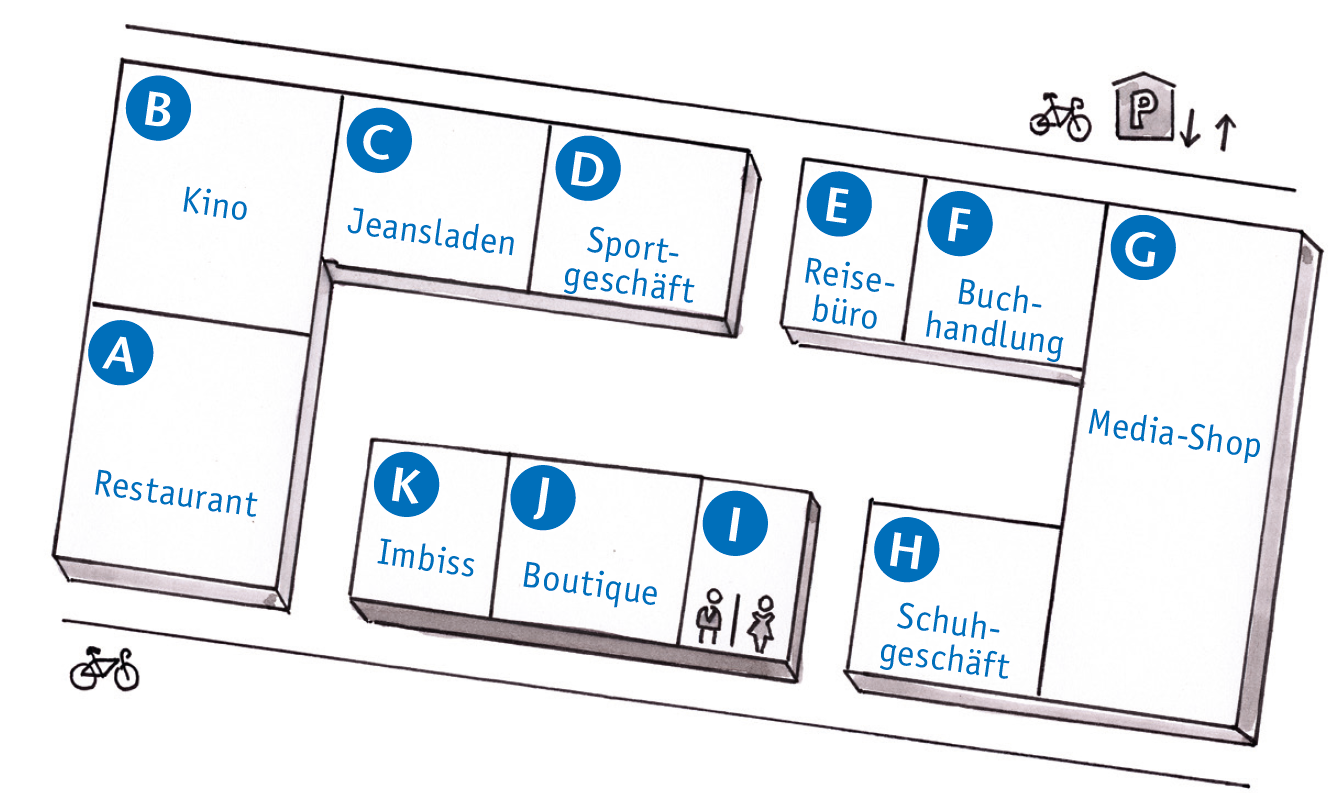 B
Kino
C
Jeansladen
D
Sport-
geschäft
P
E
Reise-
büro
F
Buch-
handlung
G
Media-Shop
A
Restaurant
K
Imbiss
J
Boutique
I
H
Schuh-
geschäft